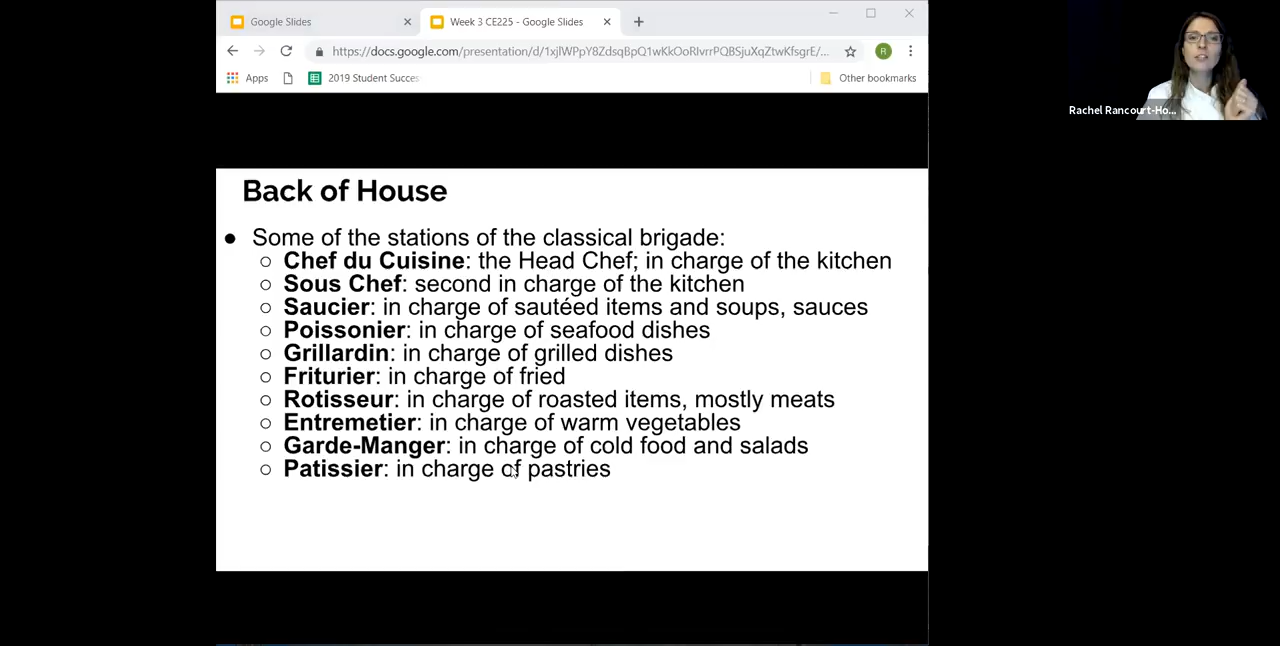 Google Slides
Week 3 CE225 - Google Slides
https://docs.google.com/presentation/d/1xjlWPpY8ZdsqBpQ1wKkOoRlvrrPQBSjuXqZtwKfsgrE/...
R
Apps
2019 Student Succes
Other bookmarks
Rachel Rancourt-Ho...
Back of House
● Some of the stations of the classical brigade:
○ Chef du Cuisine: the Head Chef; in charge of the kitchen
○ Sous Chef: second in charge of the kitchen
○ Saucier: in charge of sautéed items and soups, sauces
○ Poissonier: in charge of seafood dishes
○ Grillardin: in charge of grilled dishes
○ Friturier: in charge of fried
○ Rotisseur: in charge of roasted items, mostly meats
○ Entremetier: in charge of warm vegetables
○ Garde-Manger: in charge of cold food and salads
○ Patissier: in charge of pastries